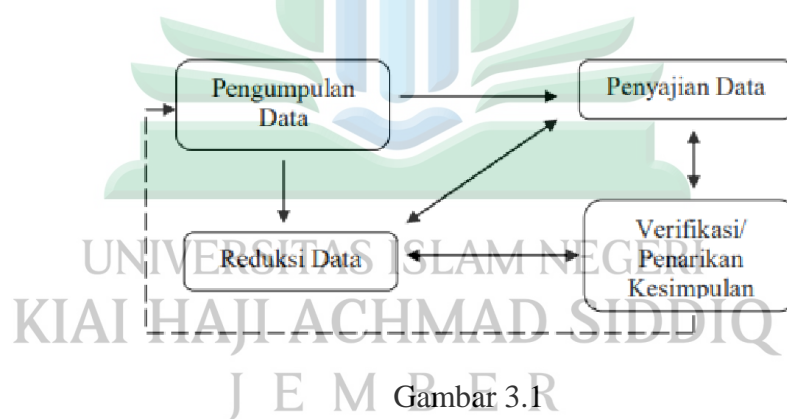 Pengumpulan
Data
Penyajian Data
Reduksi Data
Verifikasi/
Penarikan
Kesimpulan
UNIVERSITAS ISLAM NEGERI
KIAI HAJI ACHMAD SIDDIQ
JEMBER
Gambar 3.1